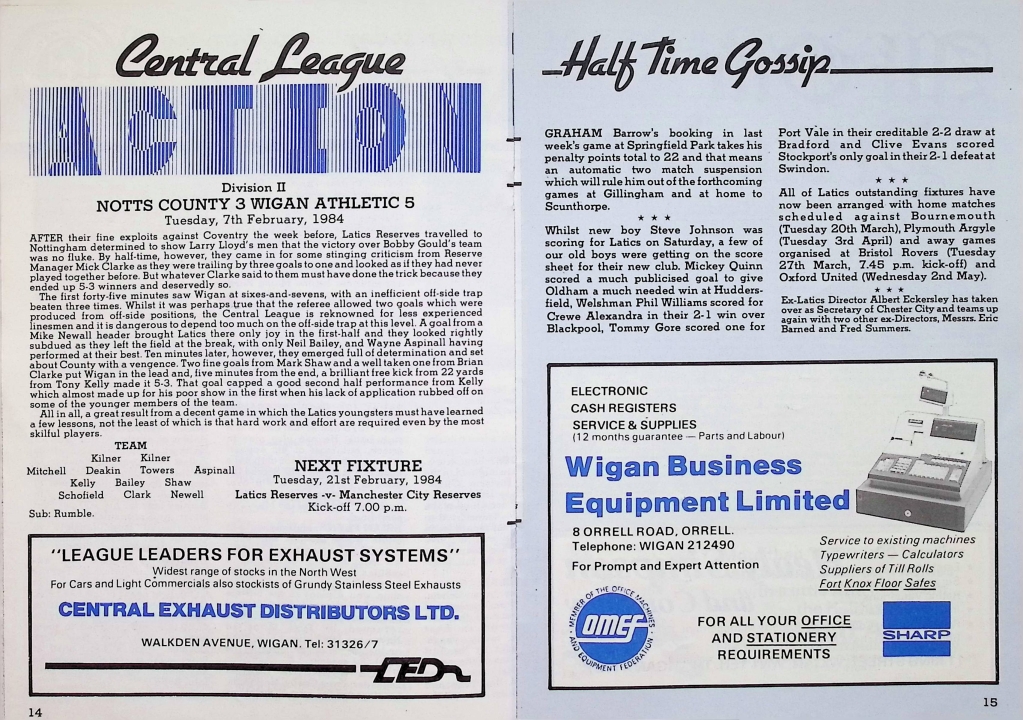 Central League
ACTION
Division II
NOTTS COUNTY 3 WIGAN ATHLETIC 5
Tuesday, 7th February, 1984
AFTER their fine exploits against Coventry the week before, Latics Reserves travelled to
Nottingham determined to show Larry Lloyd's men that the victory over Bobby Gould's team
was no fluke. By half-time, however, they came in for some stinging criticism from Reserve
Manager Mick Clarke as they were trailing by three goals to one and looked as if they had never
played together before. But whatever Clarke said to them must have done the trick because they
ended up 5-3 winners and deservedly so.
The first forty-five minutes saw Wigan at sixes-and-sevens, with an inefficient off-side trap
beaten three times. Whilst it was perhaps true that the referee allowed two goals which were
produced from off-side positions, the Central League is reknowned for less experienced
linesmen and it is dangerous to depend too much on the off-side trap at this level. A goal from a
Mike Newall header brought Latics there only joy in the first-half and they looked rightly
subdued as they left the field at the break, with only Neil Bailey, and Wayne Aspinall having
performed at their best. Ten minutes later, however, they emerged full of determination and set
about County with a vengence. Two fine goals from Mark Shaw and a well taken one from Brian
Clarke put Wigan in the lead and, five minutes from the end, a brilliant free kick from 22 yards
from Tony Kelly made it 5-3. That goal capped a good second half performance from Kelly
which almost made up for his poor show in the first when his lack of application rubbed off on
some of the younger members of the team.
All in all, a great result from a decent game in which the Latics youngsters must have learned
a few lessons, not the least of which is that hard work and effort are required even by the most
skilful players.
TEAM
Kilner Kilner
Mitchell Deakin Towers Aspinall
Kelly Bailey Shaw
Schofield Clark Newell
Sub: Rumble.
NEXT FIXTURE
Tuesday, 21st February, 1984
Latics Reserves -v- Manchester City Reserves
Kick-off 7.00 p.m.
"LEAGUE LEADERS FOR EXHAUST SYSTEMS"
Widest range of stocks in the North West
For Cars and Light Commercials also stockists of Grundy Stainless Steel Exhausts
CENTRAL EXHAUST DISTRIBUTORS LTD.
WALKDEN AVENUE, WIGAN. Tel: 31326/7
CED
14
Half Time Gossip
GRAHAM Barrow's booking in last
week's game at Springfield Park takes his
penalty points total to 22 and that means
an automatic two match suspension
which will rule him out of the forthcoming
games at Gillingham and at home to
Scunthorpe.
* * *
Whilst new boy Steve Johnson was
scoring for Latics on Saturday, a few of
our old boys were getting on the score
sheet for their new club. Mickey Quinn
scored a much publicised goal to give
Oldham a much needed win at Hudders-
field, Welshman Phil Williams scored for
Crewe Alexandra in their 2-1 win over
Blackpool, Tommy Gore scored one for
Port Vale in their creditable 2-2 draw at
Bradford and Clive Evans scored
Stockport's only goal in their 2-1 defeat at
Swindon.
* * *
All of Latics outstanding fixtures have
now been arranged with home matches
scheduled against Bournemouth
(Tuesday 20th March), Plymouth Argyle
(Tuesday 3rd April) and away games
organised at Bristol Rovers (Tuesday
27th March, 7.45 p.m. kick-off) and
Oxford United (Wednesday 2nd May).
* * *
Ex-Latics Director Albert Eckersley has taken
over as Secretary of Chester City and teams up
again with two other ex-Directors, Messrs. Eric
Barned and Fred Summers.
ELECTRONIC
CASH REGISTERS
SERVICE & SUPPLIES
(12 months guarantee — Parts and Labour)
Wigan Business
Equipment Limited
8 ORRELL ROAD, ORRELL.
Telephone: WIGAN 212490
For Prompt and Expert Attention
Service to existing machines
Typewriters — Calculators
Suppliers of Till Rolls
Fort Knox Floor Safes
MEMBER OF THE OFFICE MACHINES
omef
AND EQUIPMENT FEDERATION
FOR ALL YOUR OFFICE
AND STATIONERY
REQUIREMENTS
SHARP
15